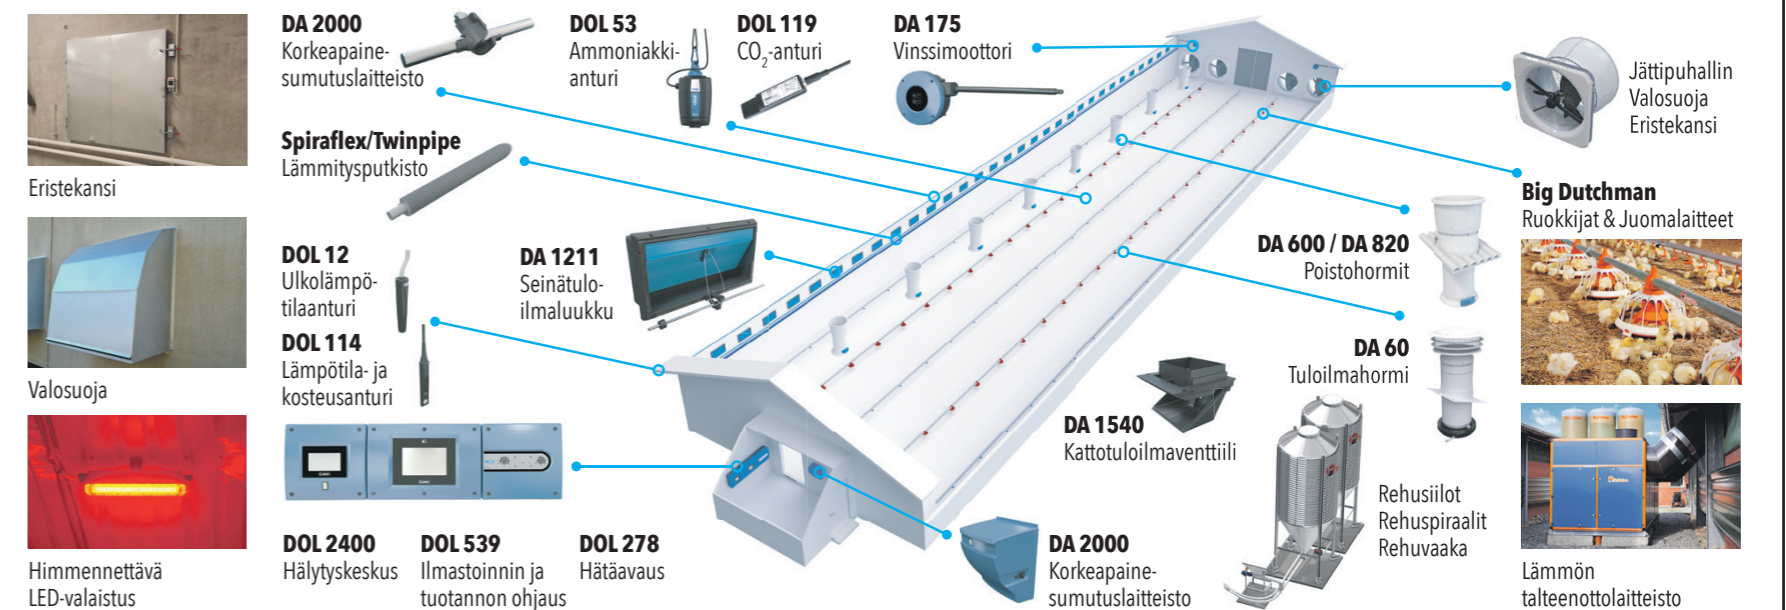 DA 2000
Korkeapaine-
sumutuslaitteisto
DOL 53
Ammoniakki-
anturi
DOL 119
CO₂-anturi
DA 175
Vinssimoottori
Jättipuhallin
Valosuoja
Eristekansi
Eristekansi
Spiraflex/Twinpipe
Lämmitysputkisto
Big Dutchman
Ruokkijat & Juomalaitteet
DOL 12
Ulkolämpö-
tilaanturi
DA 1211
Seinätulo-
ilmaluukku
DA 600 / DA 820
Poistohormit
DOL 114
Lämpötila- ja
kosteusanturi
Valosuoja
DA 60
Tuloilmahormi
DA 1540
Kattotuloilmaventtiili
Rehusiilot
Rehuspiraalit
Rehuvaaka
DOL 2400
Hälytyskeskus
DOL 539
Ilmastoinnin ja
tuotannon ohjaus
DOL 278
Hätäavaus
DA 2000
Korkeapaine-
sumutuslaitteisto
Himmennettävä
LED-valaistus
Lämmön
talteenottolaitteisto